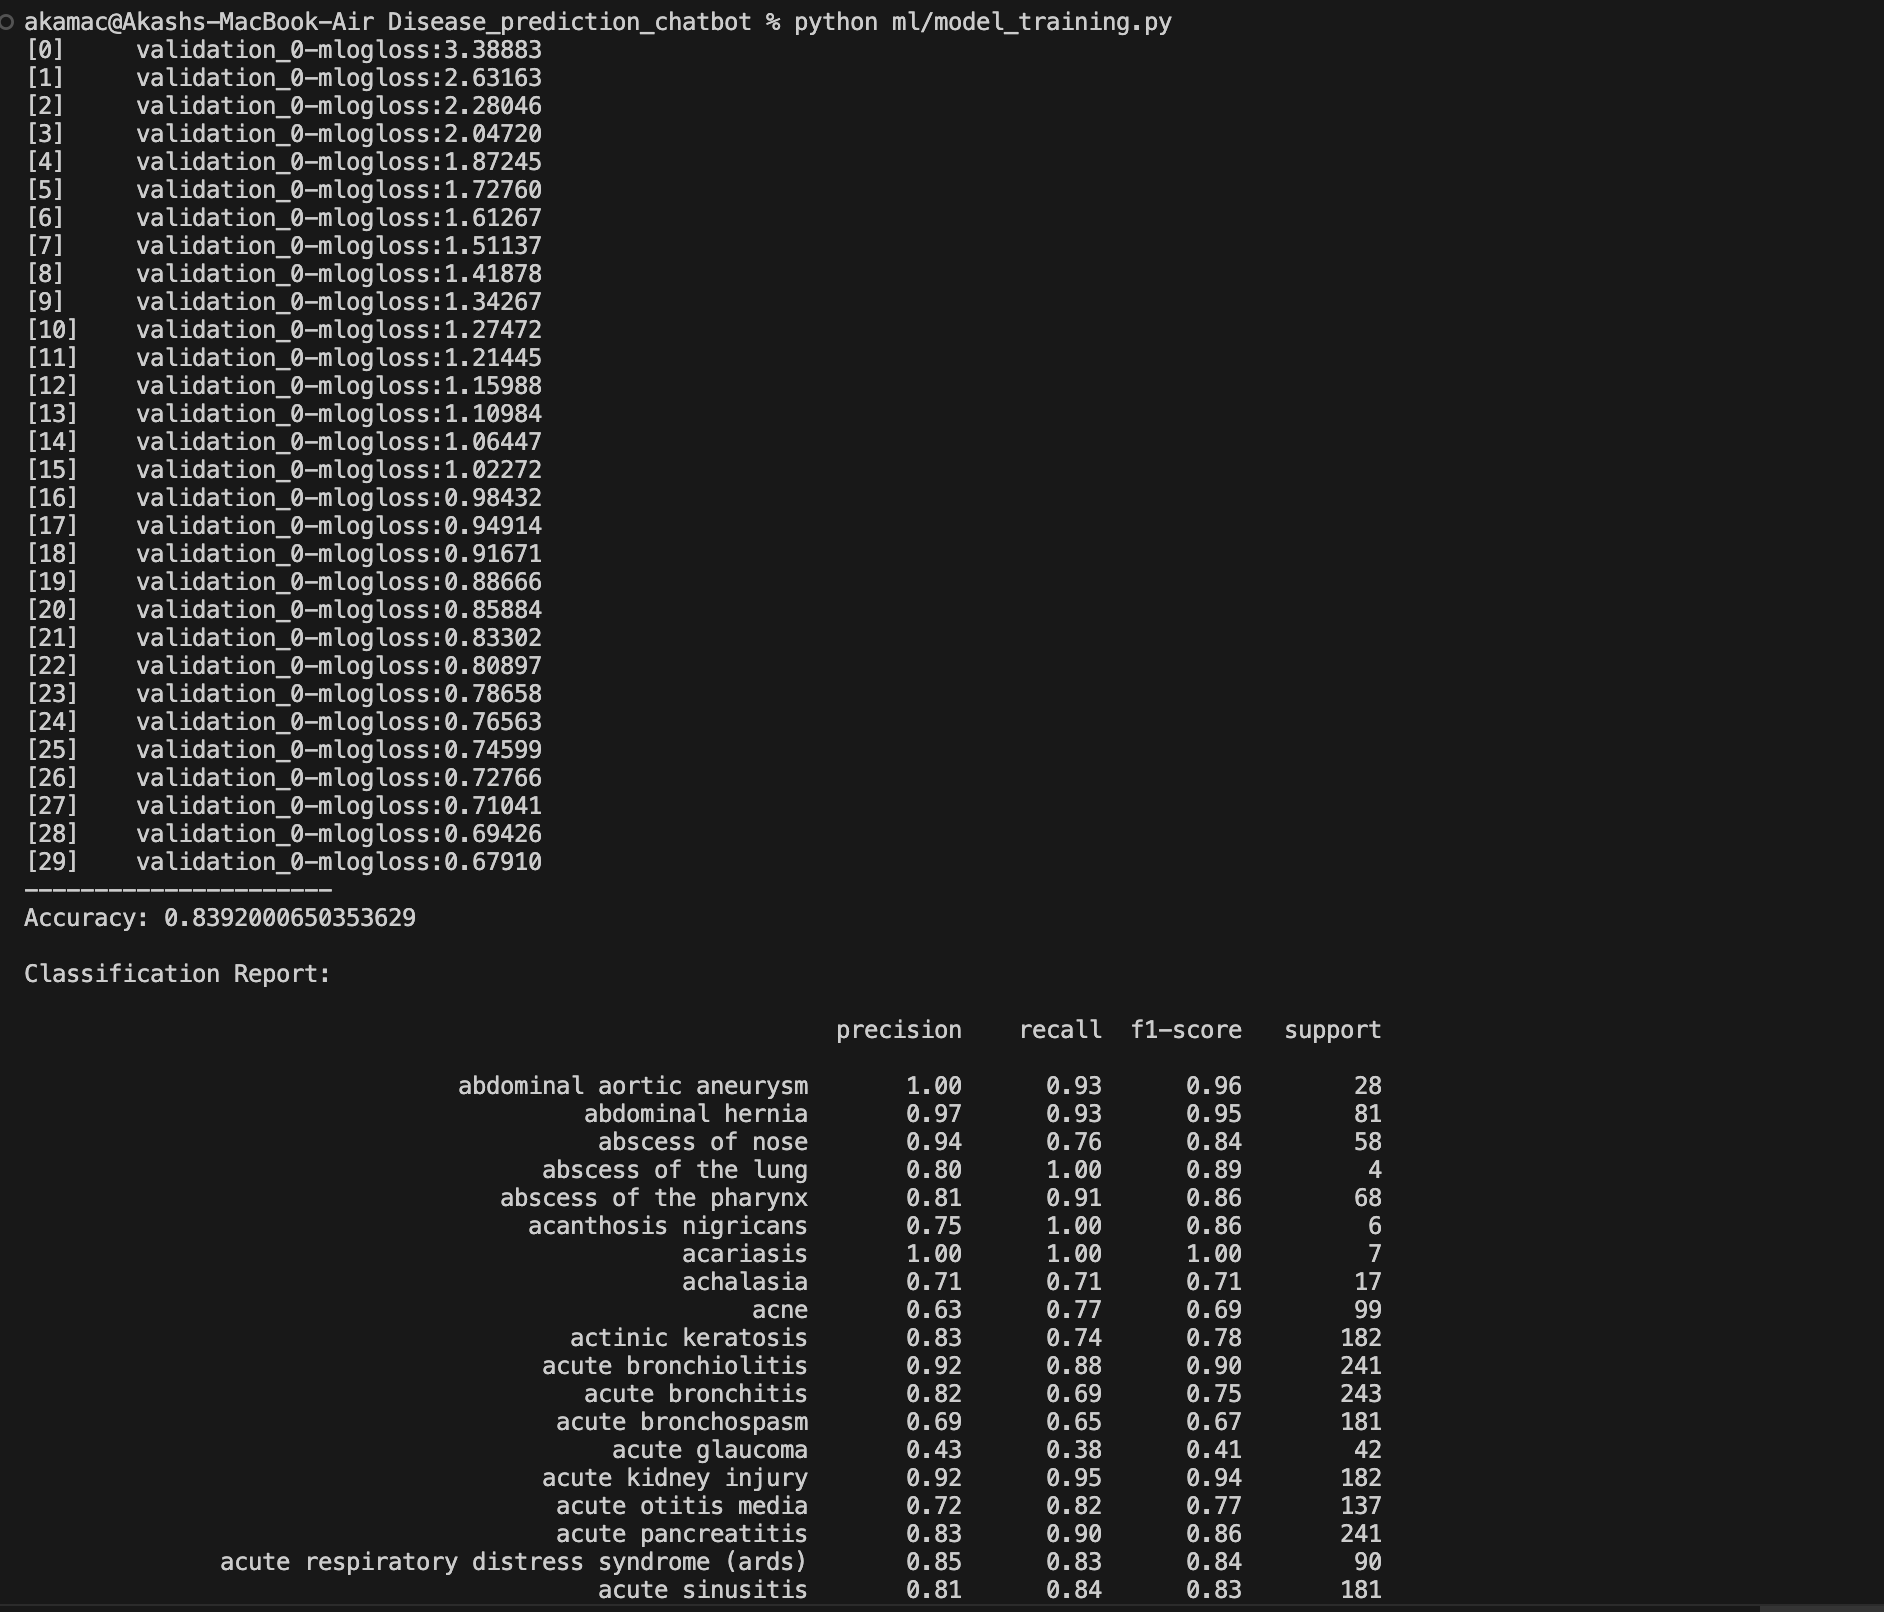 akamac@Akashs-MacBook-Air Disease_prediction_chatbot % python ml/model_training.py
[0]	validation_0-mlogloss:3.38883
[1]	validation_0-mlogloss:2.63163
[2]	validation_0-mlogloss:2.28046
[3]	validation_0-mlogloss:2.04720
[4]	validation_0-mlogloss:1.87245
[5]	validation_0-mlogloss:1.72760
[6]	validation_0-mlogloss:1.61267
[7]	validation_0-mlogloss:1.51137
[8]	validation_0-mlogloss:1.41878
[9]	validation_0-mlogloss:1.34267
[10]	validation_0-mlogloss:1.27472
[11]	validation_0-mlogloss:1.21445
[12]	validation_0-mlogloss:1.15988
[13]	validation_0-mlogloss:1.10984
[14]	validation_0-mlogloss:1.06447
[15]	validation_0-mlogloss:1.02272
[16]	validation_0-mlogloss:0.98432
[17]	validation_0-mlogloss:0.94914
[18]	validation_0-mlogloss:0.91671
[19]	validation_0-mlogloss:0.88666
[20]	validation_0-mlogloss:0.85884
[21]	validation_0-mlogloss:0.83302
[22]	validation_0-mlogloss:0.80897
[23]	validation_0-mlogloss:0.78658
[24]	validation_0-mlogloss:0.76563
[25]	validation_0-mlogloss:0.74599
[26]	validation_0-mlogloss:0.72766
[27]	validation_0-mlogloss:0.71041
[28]	validation_0-mlogloss:0.69426
[29]	validation_0-mlogloss:0.67910
----------------------
Accuracy: 0.8392000650353629
Classification Report:
precision recall f1-score support
abdominal aortic aneurysm 1.00 0.93 0.96 28
abdominal hernia 0.97 0.93 0.95 81
abscess of nose 0.94 0.76 0.84 58
abscess of the lung 0.80 1.00 0.89 4
abscess of the pharynx 0.81 0.91 0.86 68
acanthosis nigricans 0.75 1.00 0.86 6
acariasis 1.00 1.00 1.00 7
achalasia 0.71 0.71 0.71 17
acne 0.63 0.77 0.69 99
actinic keratosis 0.83 0.74 0.78 182
acute bronchiolitis 0.92 0.88 0.90 241
acute bronchitis 0.82 0.69 0.75 243
acute bronchospasm 0.69 0.65 0.67 181
acute glaucoma 0.43 0.38 0.41 42
acute kidney injury 0.92 0.95 0.94 182
acute otitis media 0.72 0.82 0.77 137
acute pancreatitis 0.83 0.90 0.86 241
acute respiratory distress syndrome (ards) 0.85 0.83 0.84 90
acute sinusitis 0.81 0.84 0.83 181